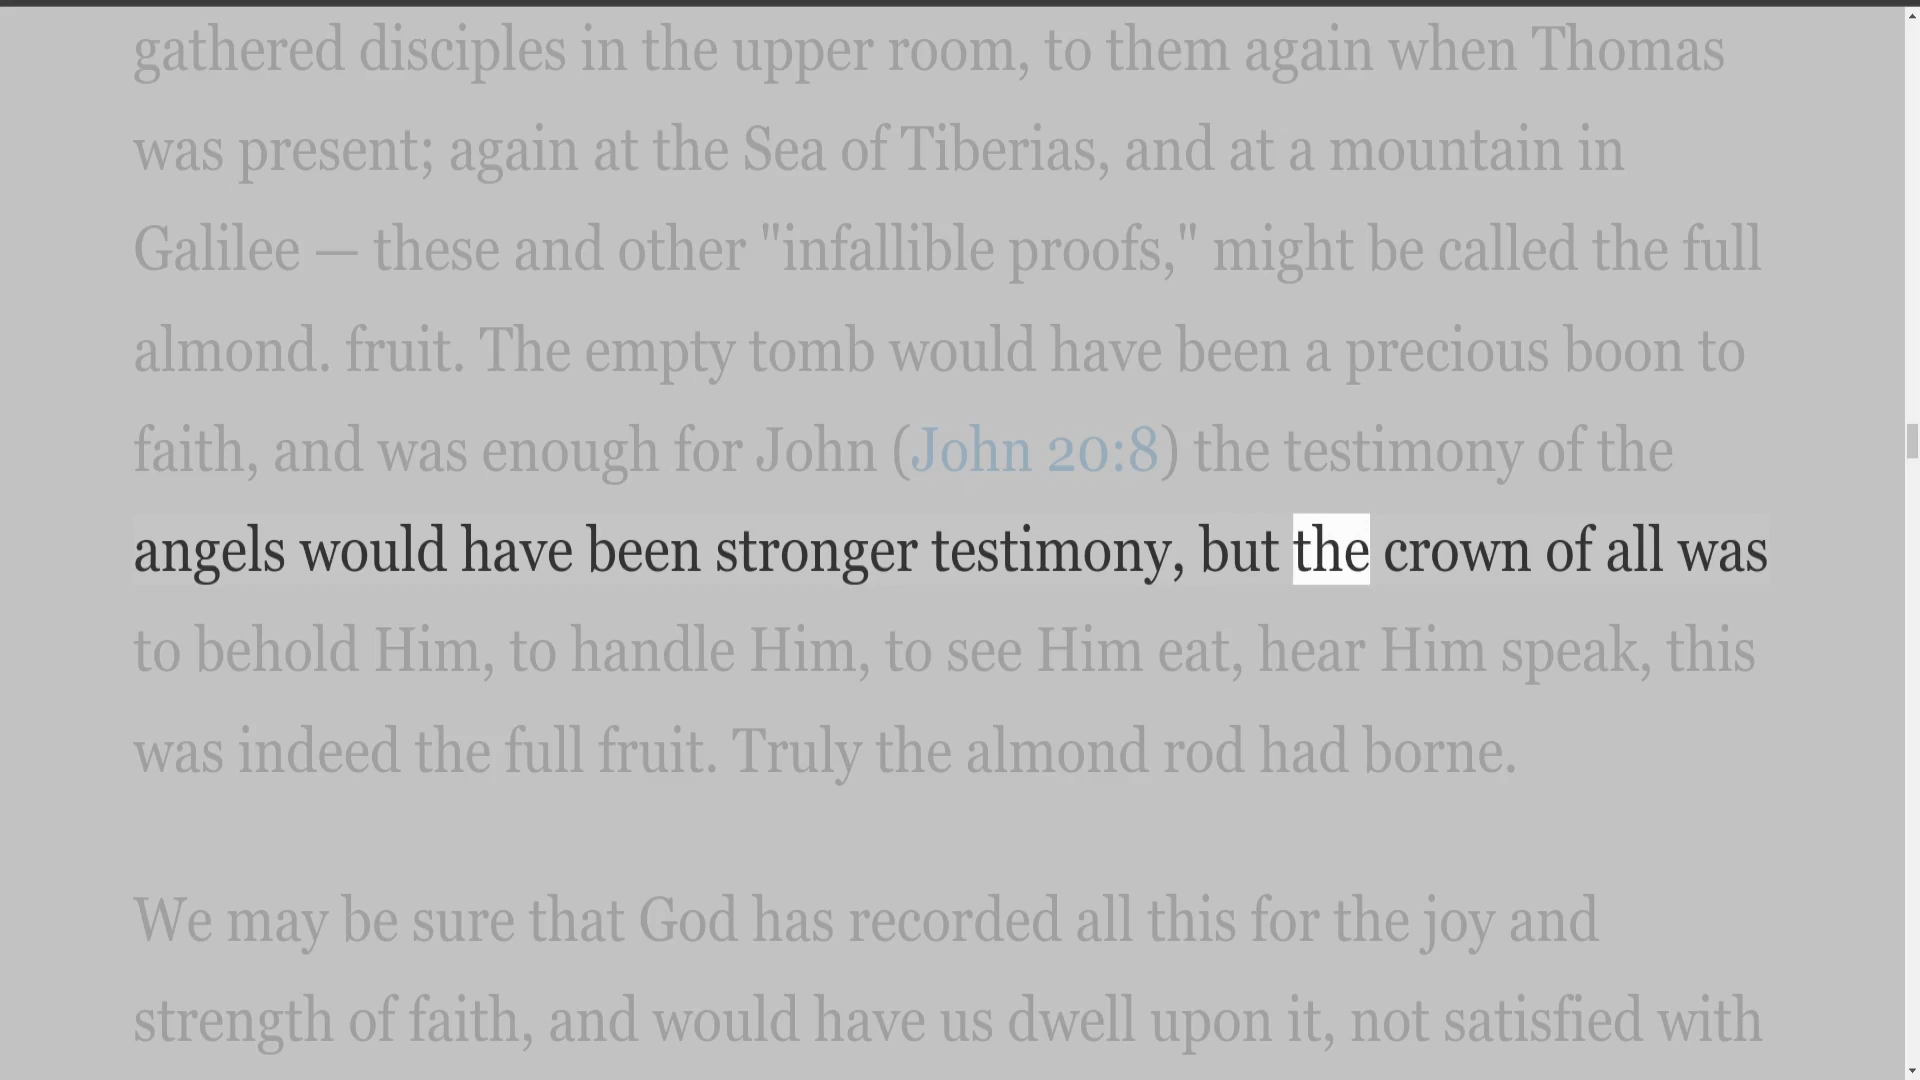 gathered disciples in the upper room, to them again when Thomas
was present; again at the Sea of Tiberias, and at a mountain in
Galilee — these and other "infallible proofs," might be called the full
almond. fruit. The empty tomb would have been a precious boon to
faith, and was enough for John (John 20:8) the testimony of the
angels would have been stronger testimony, but the crown of all was
to behold Him, to handle Him, to see Him eat, hear Him speak, this
was indeed the full fruit. Truly the almond rod had borne.
We may be sure that God has recorded all this for the joy and
strength of faith, and would have us dwell upon it, not satisfied with